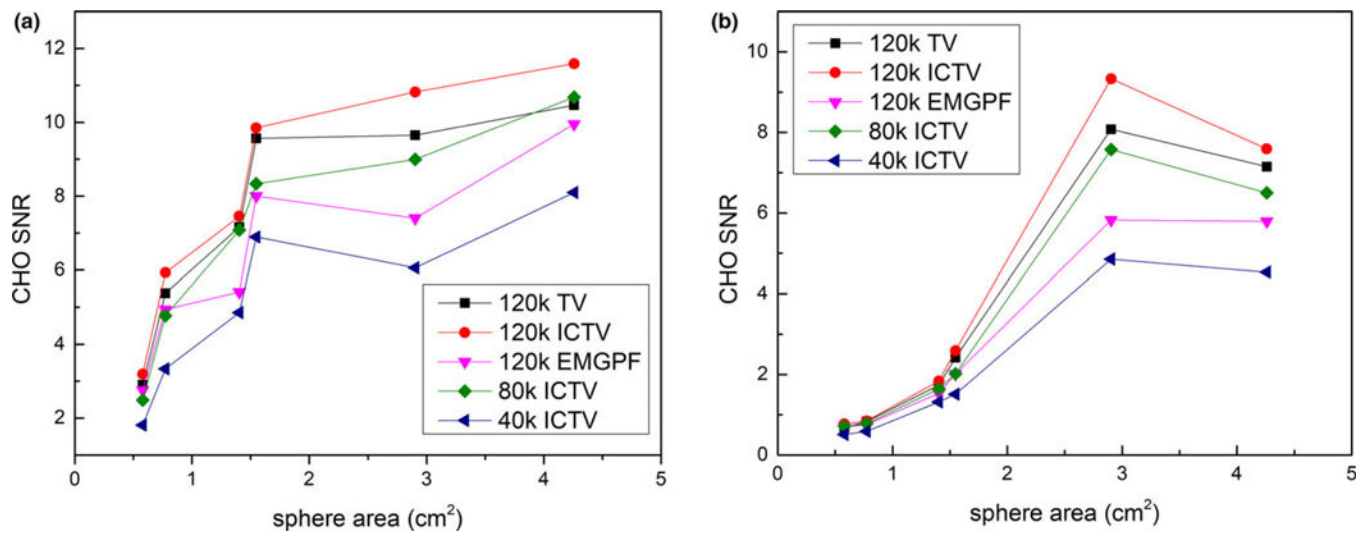 (a)
12
10
8
6
4
2
CHO SNR
120k TV
120k ICTV
120k EMGPF
80k ICTV
40k ICTV
0 1 2 3 4 5
sphere area (cm²)
(b)
10
8
6
4
2
0
CHO SNR
120k TV
120k ICTV
120k EMGPF
80k ICTV
40k ICTV
0 1 2 3 4 5
sphere area (cm²)